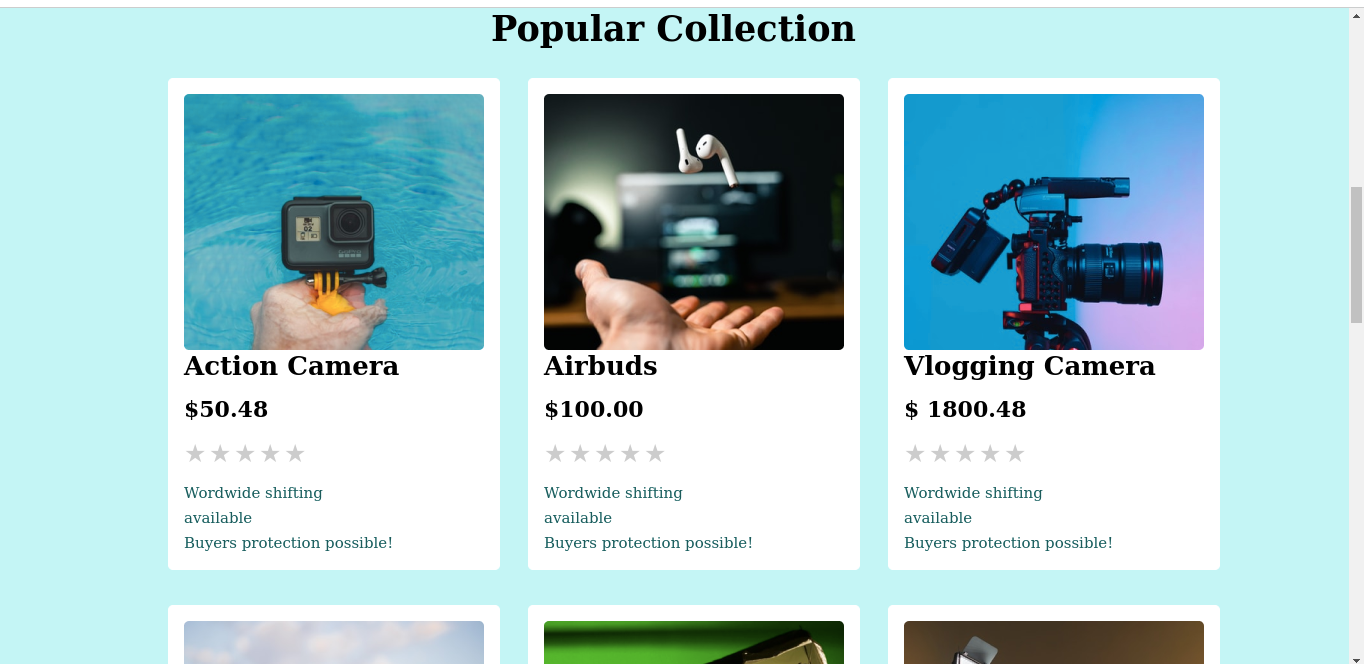 Popular Collection
Action Camera
$50.48
★★★★★
Wordwide shifting
available
Buyers protection possible!
Airbuds
$100.00
★★★★★
Wordwide shifting
available
Buyers protection possible!
Vlogging Camera
$ 1800.48
★★★★★
Wordwide shifting
available
Buyers protection possible!